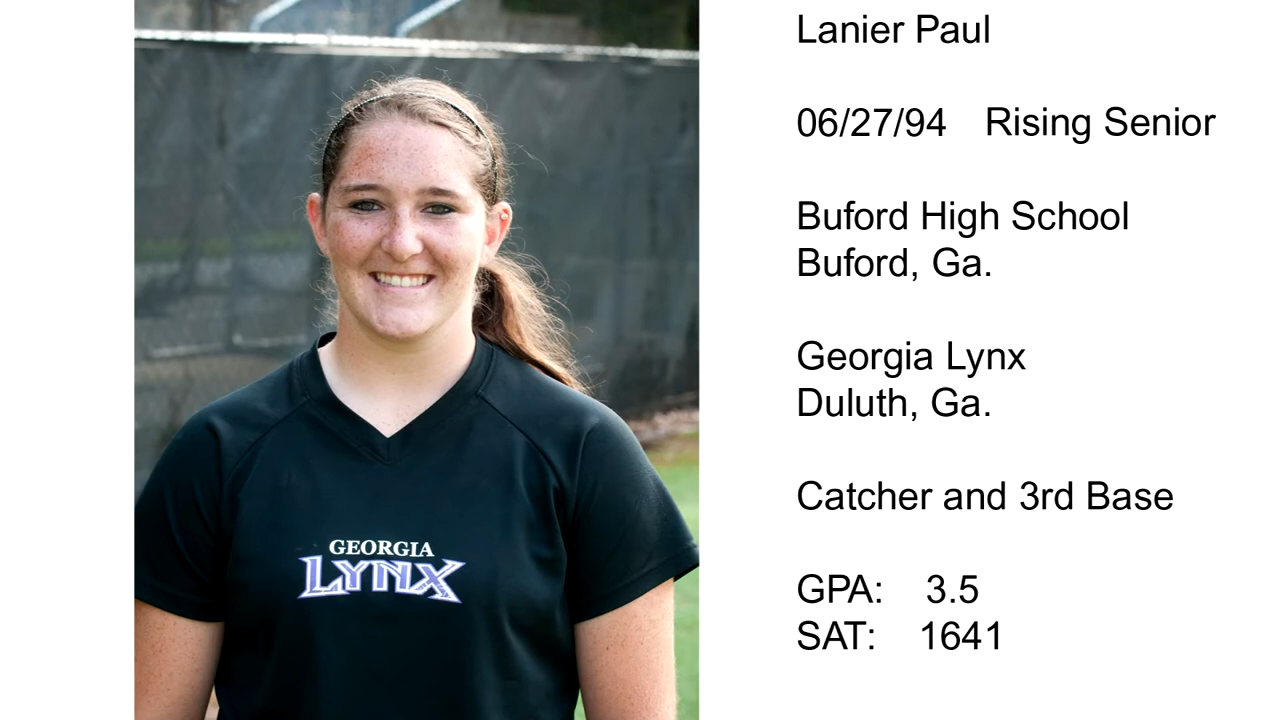 Lanier Paul
06/27/94 Rising Senior
Buford High School
Buford, Ga.
Georgia Lynx
Duluth, Ga.
Catcher and 3rd Base
GPA: 3.5
SAT: 1641
GEORGIA
LYNX